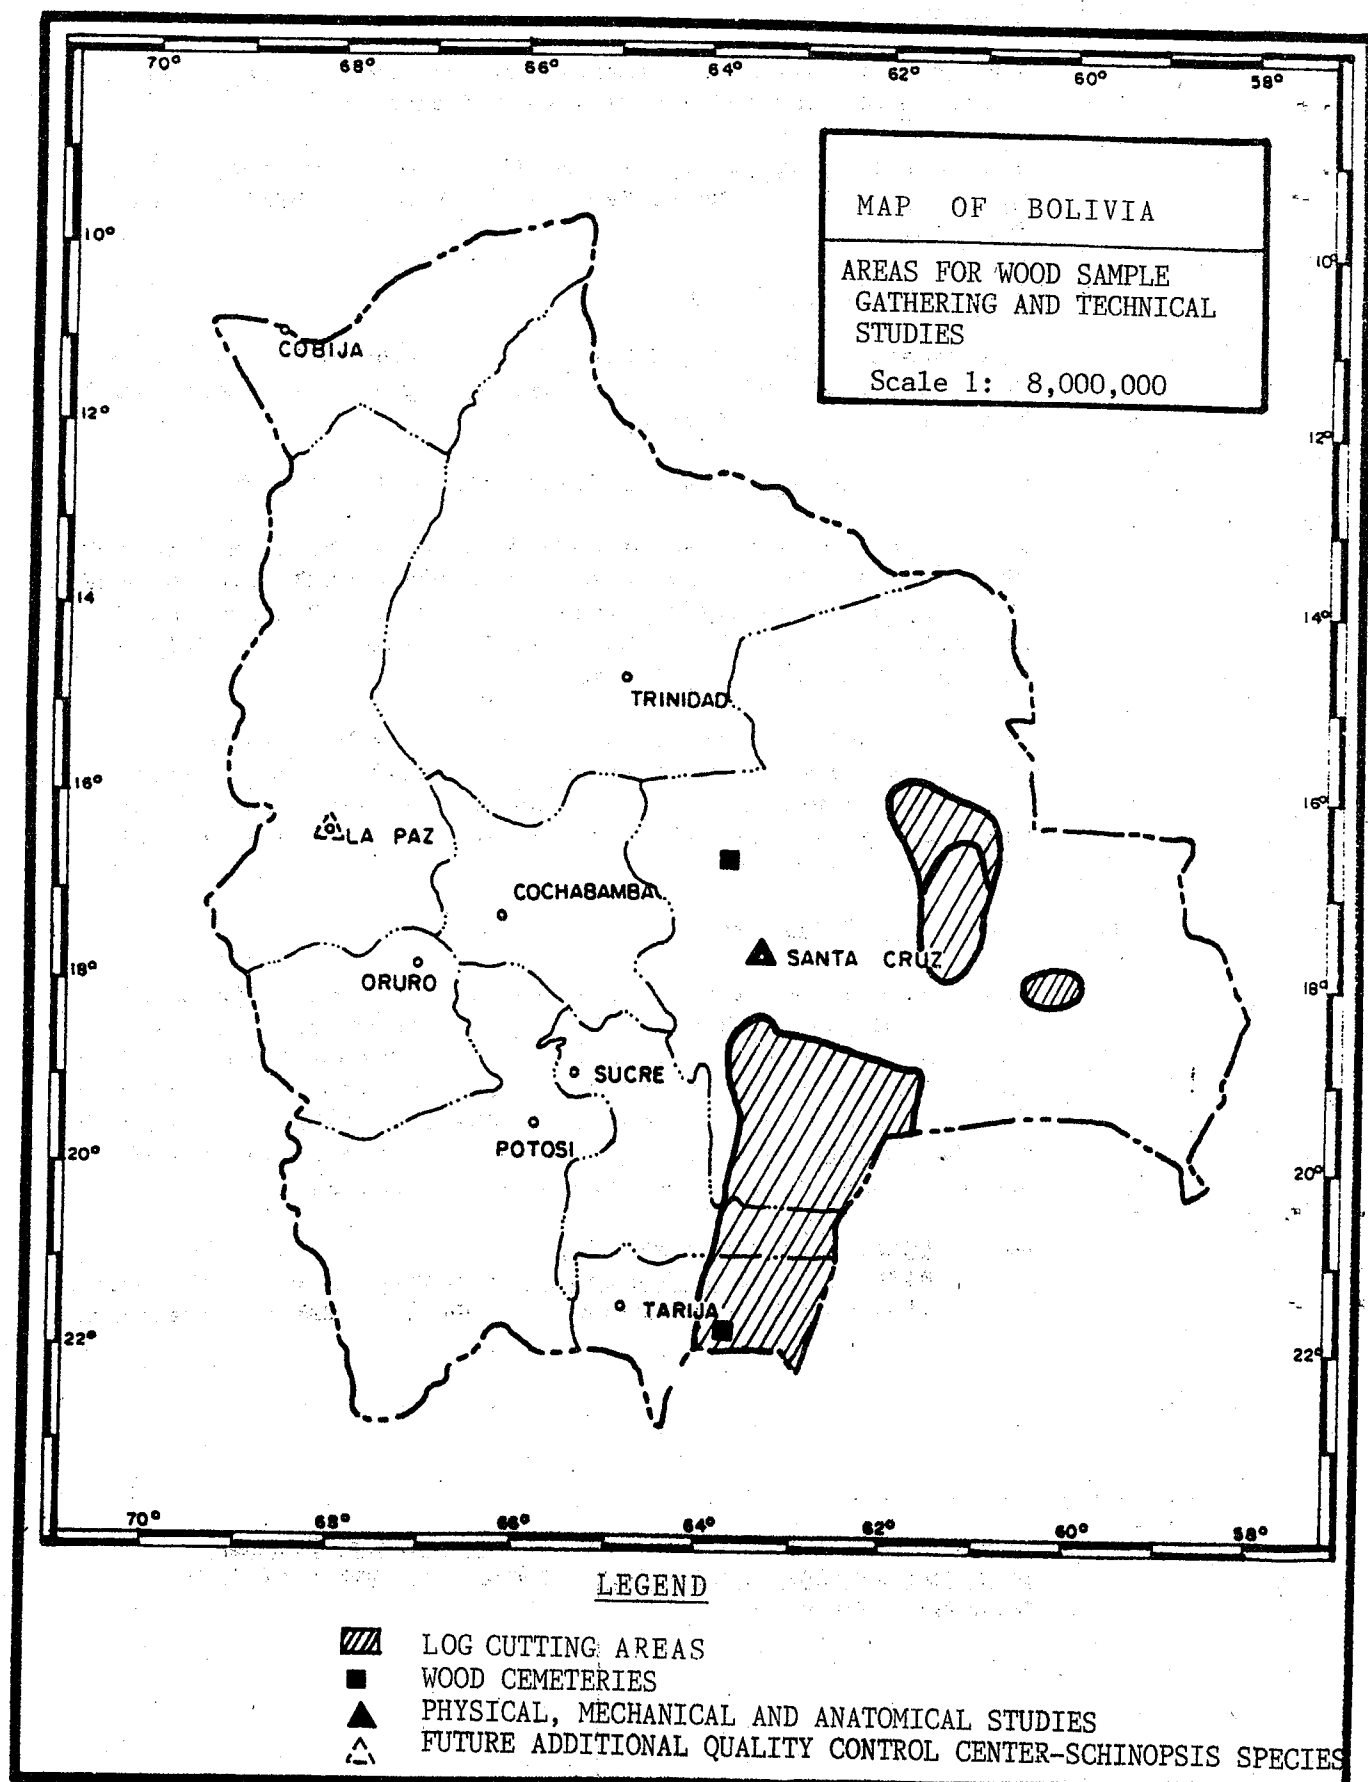 70° 68° 66° 64° 62° 60° 58°
MAP OF BOLIVIA
AREAS FOR WOOD SAMPLE
GATHERING AND TECHNICAL
STUDIES
Scale 1: 8,000,000
10° 10°
COBIJA
12° 12°
14 14°
TRINIDAD
16° 16°
LA PAZ
COCHABAMBA
SANTA CRUZ
18° 18°
ORURO
SUCRE
POTOSI
20° 20°
TARIJA
22° 22°
70° 68° 66° 64° 62° 60° 58°
LEGEND
LOG CUTTING AREAS
WOOD CEMETERIES
PHYSICAL, MECHANICAL AND ANATOMICAL STUDIES
FUTURE ADDITIONAL QUALITY CONTROL CENTER-SCHINOPSIS SPECIES